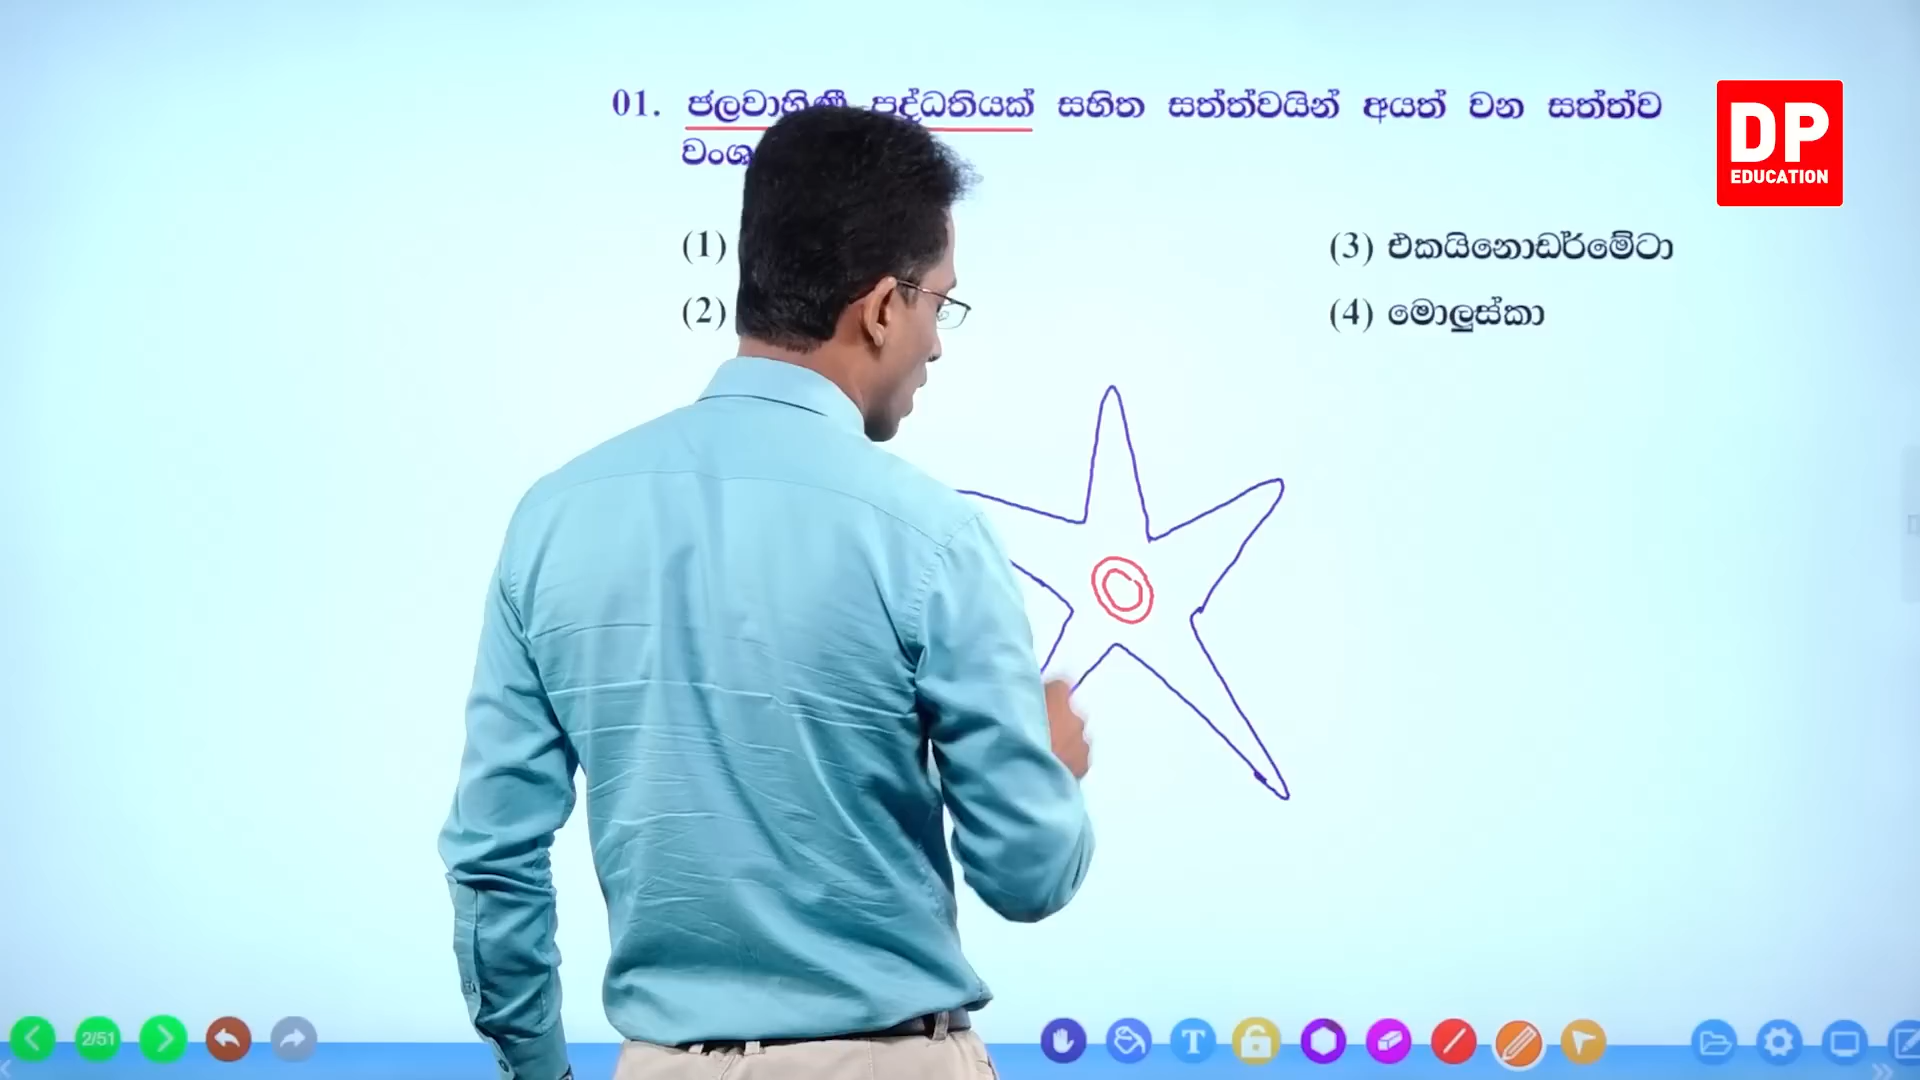 01. ජලවාහිණී පද්ධතියක් සහිත සත්ත්වයින් අයත් වන සත්ත්ව
(1)
(3) එකයිනොඩර්මේටා
(2)
(4) මොලුස්කා
DP
EDUCATION
2/51
T